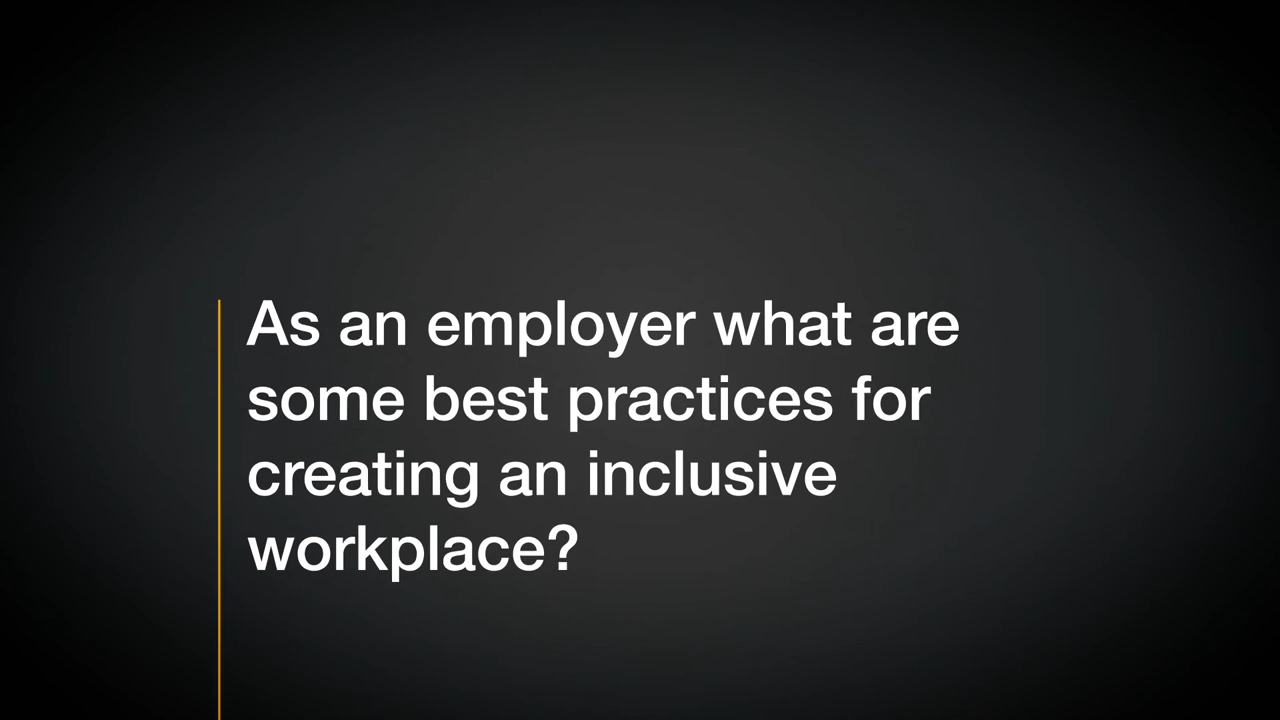 As an employer what are
some best practices for
creating an inclusive
workplace?